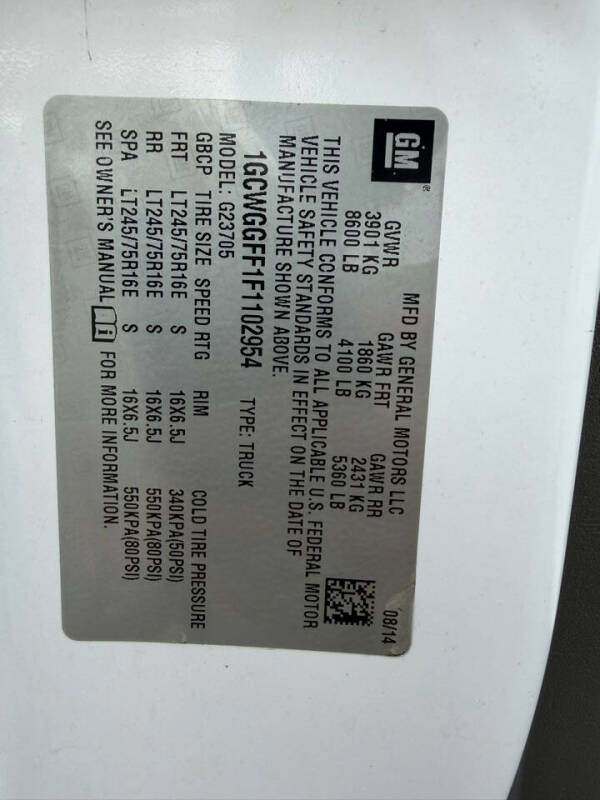 GM®
MFD BY GENERAL MOTORS LLC 08/14
GVWR GAWR FRT GAWR RR
3901 KG 1860 KG 2431 KG
8600 LB 4100 LB 5360 LB
THIS VEHICLE CONFORMS TO ALL APPLICABLE U.S. FEDERAL MOTOR
VEHICLE SAFETY STANDARDS IN EFFECT ON THE DATE OF
MANUFACTURE SHOWN ABOVE.
1GCWGGFF1F1102954 TYPE: TRUCK
MODEL: G23705
GBCP TIRE SIZE SPEED RTG RIM COLD TIRE PRESSURE
FRT LT245/75R16E S 16X6.5J 340KPA(50PSI)
RR LT245/75R16E S 16X6.5J 550KPA(80PSI)
SPA LT245/75R16E S 16X6.5J 550KPA(80PSI)
SEE OWNER'S MANUAL i FOR MORE INFORMATION.